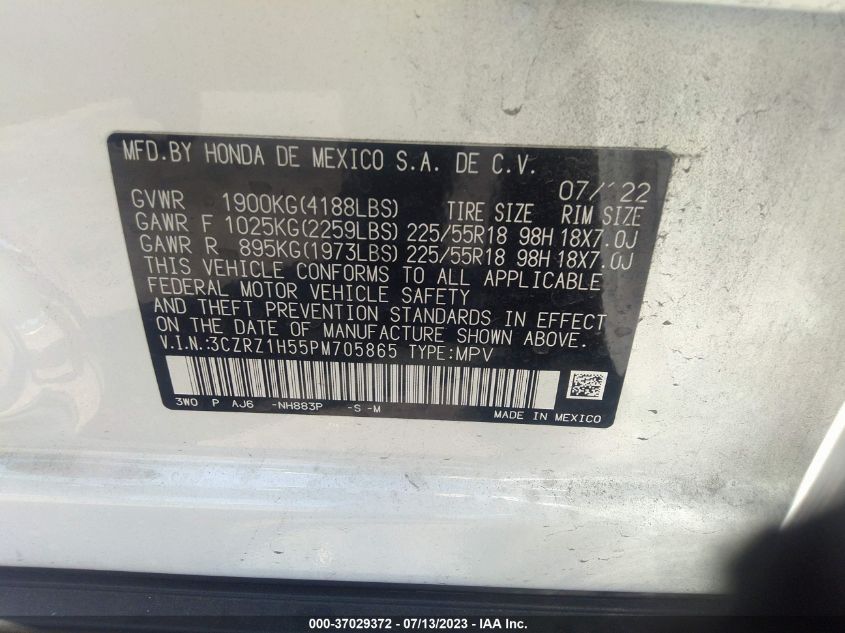 MFD.BY HONDA DE MEXICO S.A. DE C.V.
07/'22
GVWR 1900KG(4188LBS) TIRE SIZE RIM SIZE
GAWR F 1025KG(2259LBS) 225/55R18 98H 18X7.0J
GAWR R 895KG(1973LBS) 225/55R18 98H 18X7.0J
THIS VEHICLE CONFORMS TO ALL APPLICABLE
FEDERAL MOTOR VEHICLE SAFETY
AND THEFT PREVENTION STANDARDS IN EFFECT
ON THE DATE OF MANUFACTURE SHOWN ABOVE.
V.I.N.:3CZRZ1H55PM705865 TYPE:MPV
3W0 P AJ6 -NH883P -S -M MADE IN MEXICO
000-37029372 | 07/13/2023 | IAA Inc.